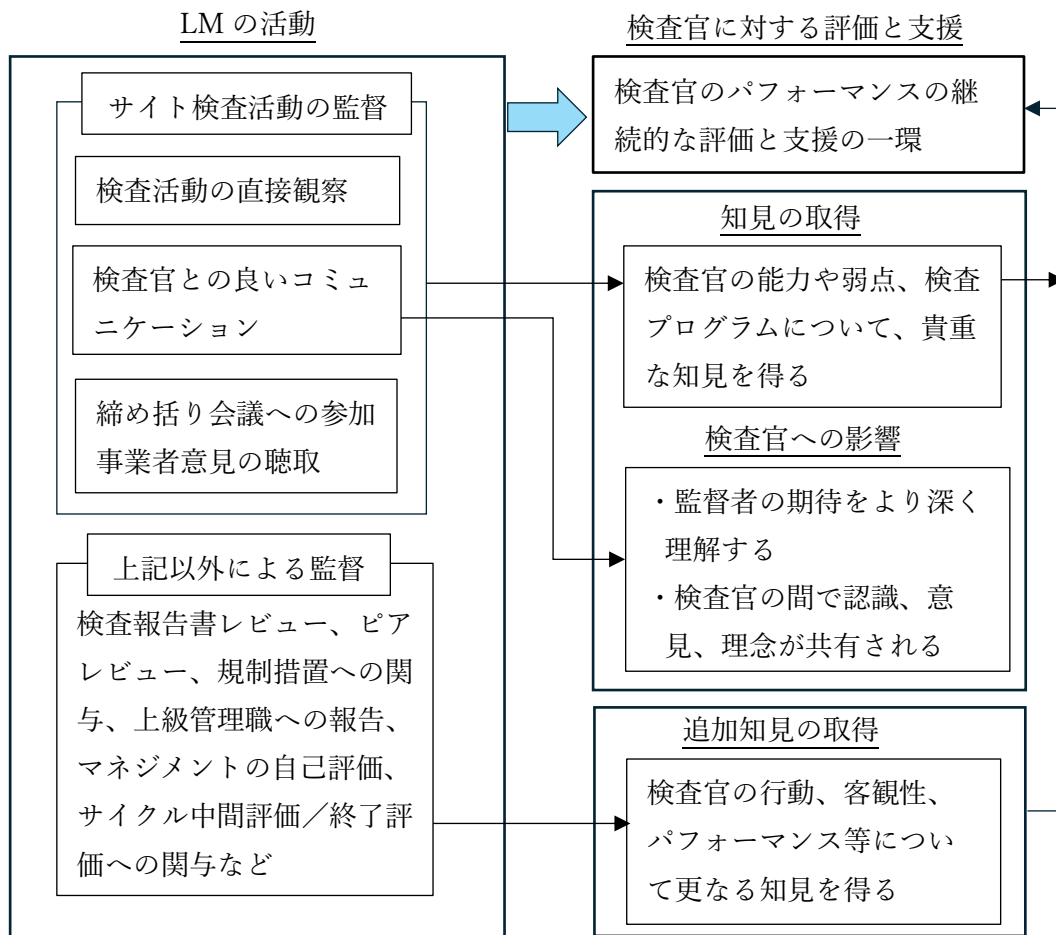 LM の活動
サイト検査活動の監督
検査活動の直接観察
検査官との良いコミュ
ニケーション
締め括り会議への参加
事業者意見の聴取
上記以外による監督
検査報告書レビュー、ピア
レビュー、規制措置への関
与、上級管理職への報告、
マネジメントの自己評価、
サイクル中間評価／終了評
価への関与など
検査官に対する評価と支援
検査官のパフォーマンスの継
続的な評価と支援の一環
知見の取得
検査官の能力や弱点、検査
プログラムについて、貴重
な知見を得る
検査官への影響
・監督者の期待をより深く
理解する
・検査官の間で認識、意
見、理念が共有される
追加知見の取得
検査官の行動、客観性、
パフォーマンス等につい
て更なる知見を得る